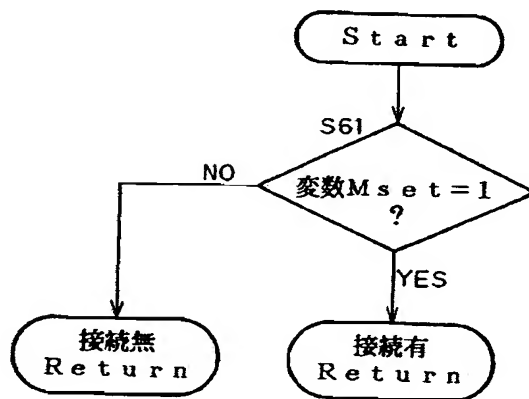 Start
S61
変数Mset=1
?
NO
YES
接続無
Return
接続有
Return